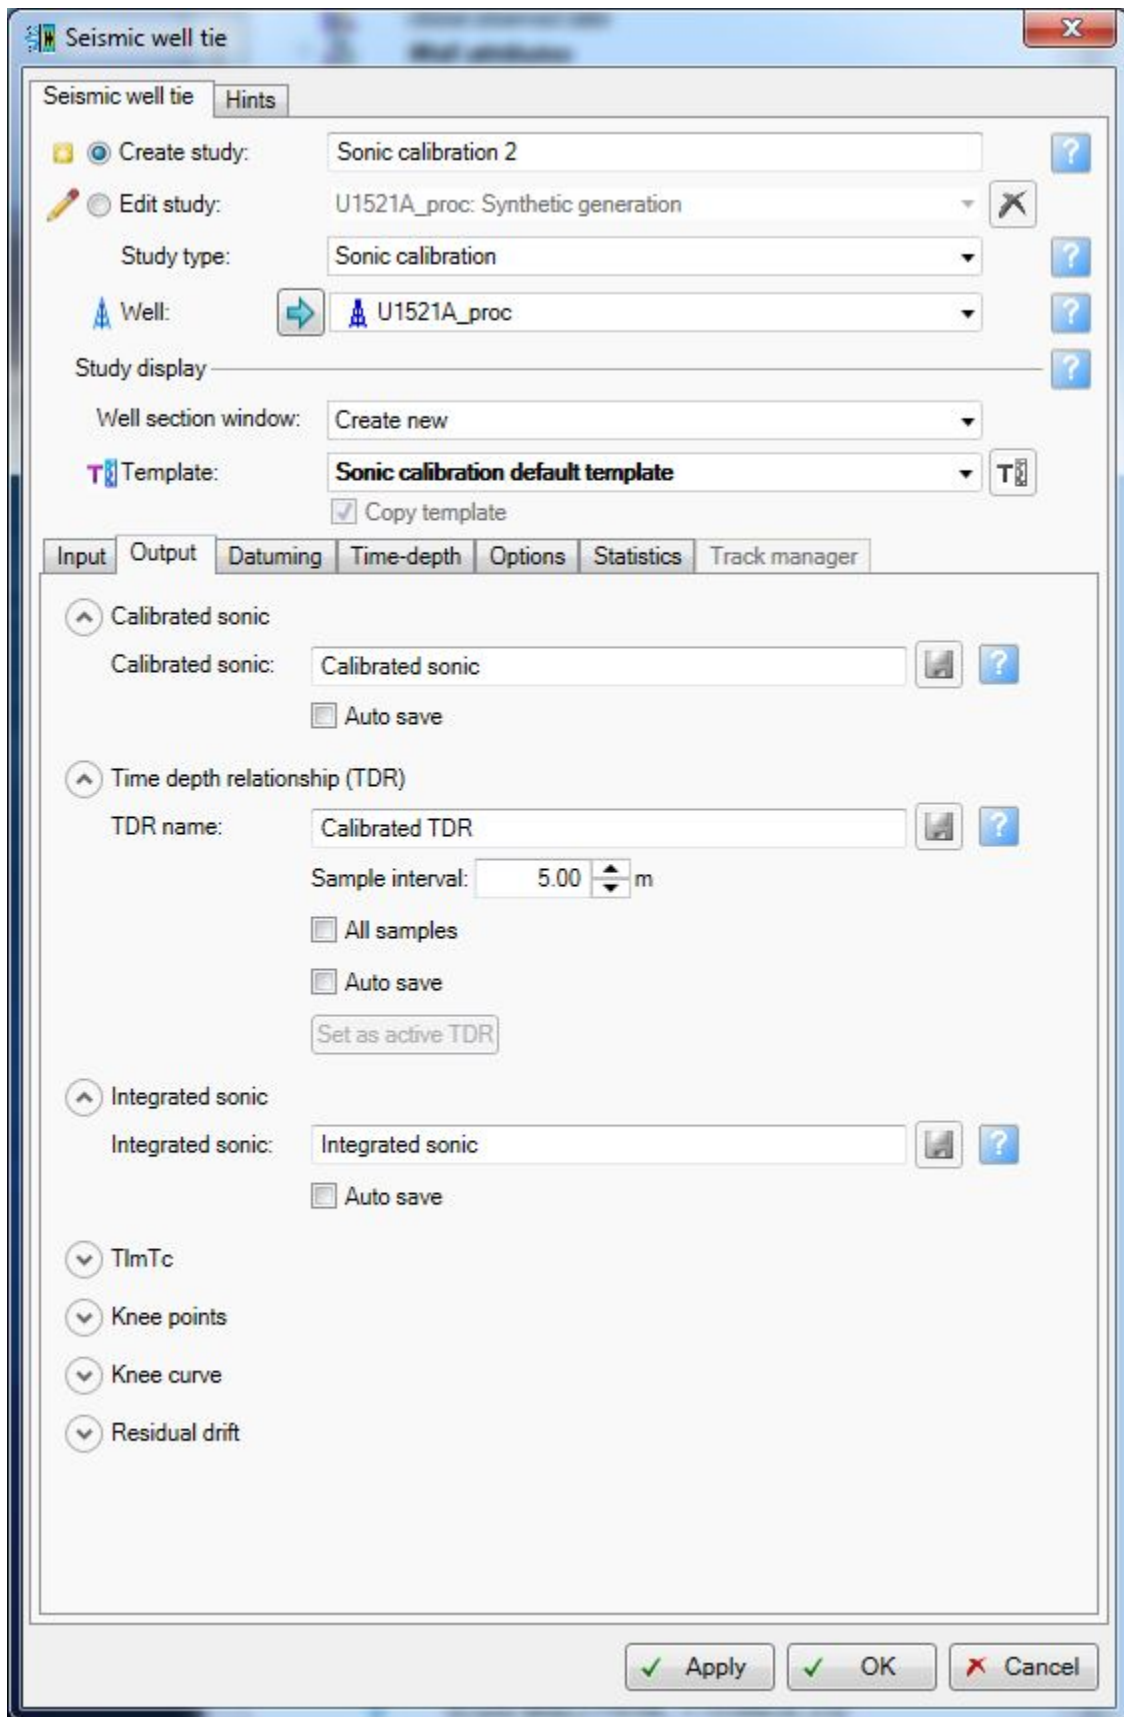 Seismic well tie
Seismic well tie Hints
Create study: Sonic calibration 2
Edit study: U1521A_proc: Synthetic generation
Study type: Sonic calibration
Well: U1521A_proc
Study display
Well section window: Create new
Template: Sonic calibration default template
Copy template
Input Output Datuming Time-depth Options Statistics Track manager
Calibrated sonic
Calibrated sonic: Calibrated sonic
Auto save
Time depth relationship (TDR)
TDR name: Calibrated TDR
Sample interval: 5.00 m
All samples
Auto save
Set as active TDR
Integrated sonic
Integrated sonic: Integrated sonic
Auto save
TlmTc
Knee points
Knee curve
Residual drift
Apply OK Cancel